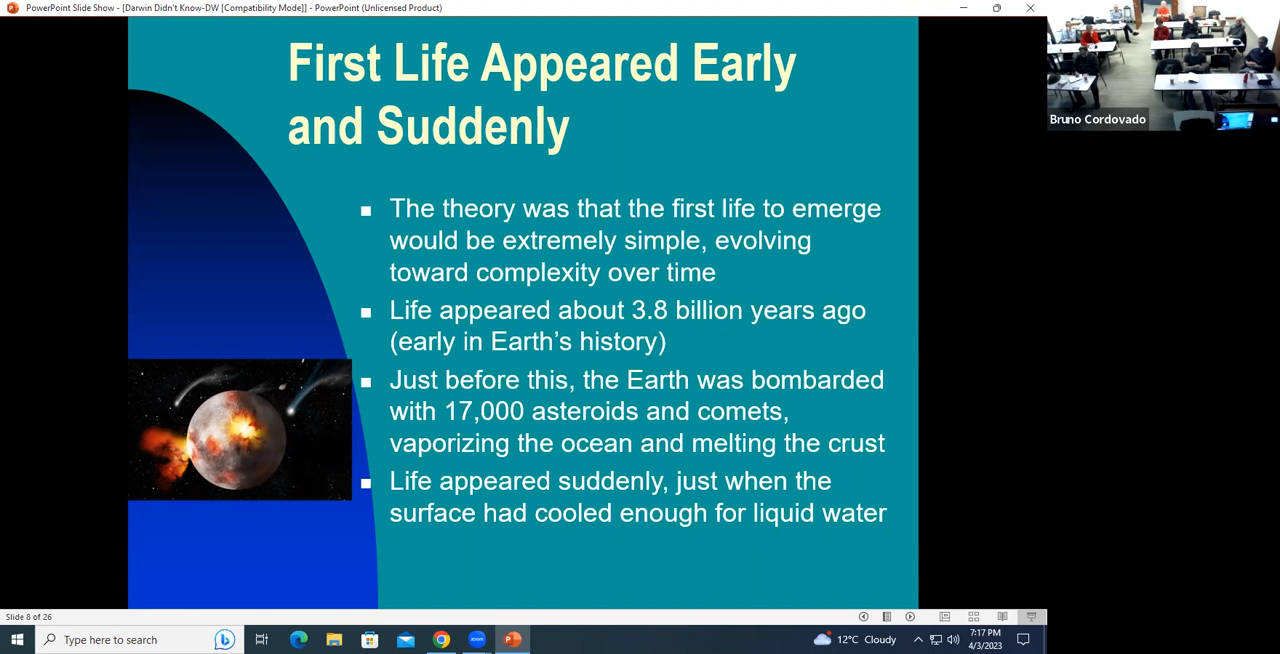 PowerPoint Slide Show - [Darwin Didn't Know-DW [Compatibility Mode]] - PowerPoint (Unlicensed Product)
First Life Appeared Early
and Suddenly
The theory was that the first life to emerge
would be extremely simple, evolving
toward complexity over time
Life appeared about 3.8 billion years ago
(early in Earth’s history)
Just before this, the Earth was bombarded
with 17,000 asteroids and comets,
vaporizing the ocean and melting the crust
Life appeared suddenly, just when the
surface had cooled enough for liquid water
Bruno Cordovado
Slide 8 of 26
Type here to search
zoom
12°C Cloudy
7:17 PM
4/3/2023